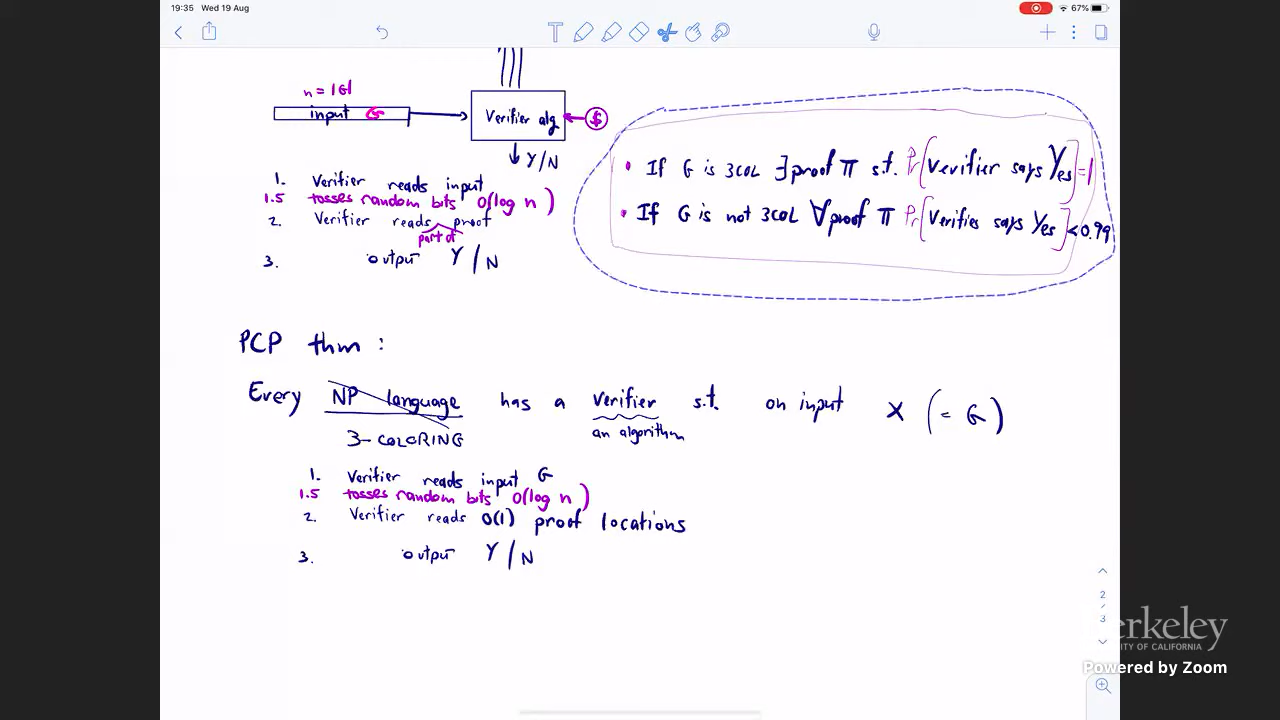 19:35 Wed 19 Aug
67%
n = |G|
input G
Verifier alg
$
Y/N
1. Verifier reads input
1.5 tosses random bits O(log n)
2. Verifier reads proof
part of
3. output Y/N
• If G is 3COL ∃proof π s.t. Pr[Verifier says Yes]=1
• If G is not 3COL ∀proof π Pr[Verifies says Yes] < 0.99
PCP thm :
Every NP language has a verifier s.t. on input X (= G)
3-COLORING
an algorithm
1. Verifier reads input G
1.5 tosses random bits O(log n)
2. Verifier reads O(1) proof locations
3. output Y/N
2
/
3
erkeley
TY OF CALIFORNIA
Powered by Zoom